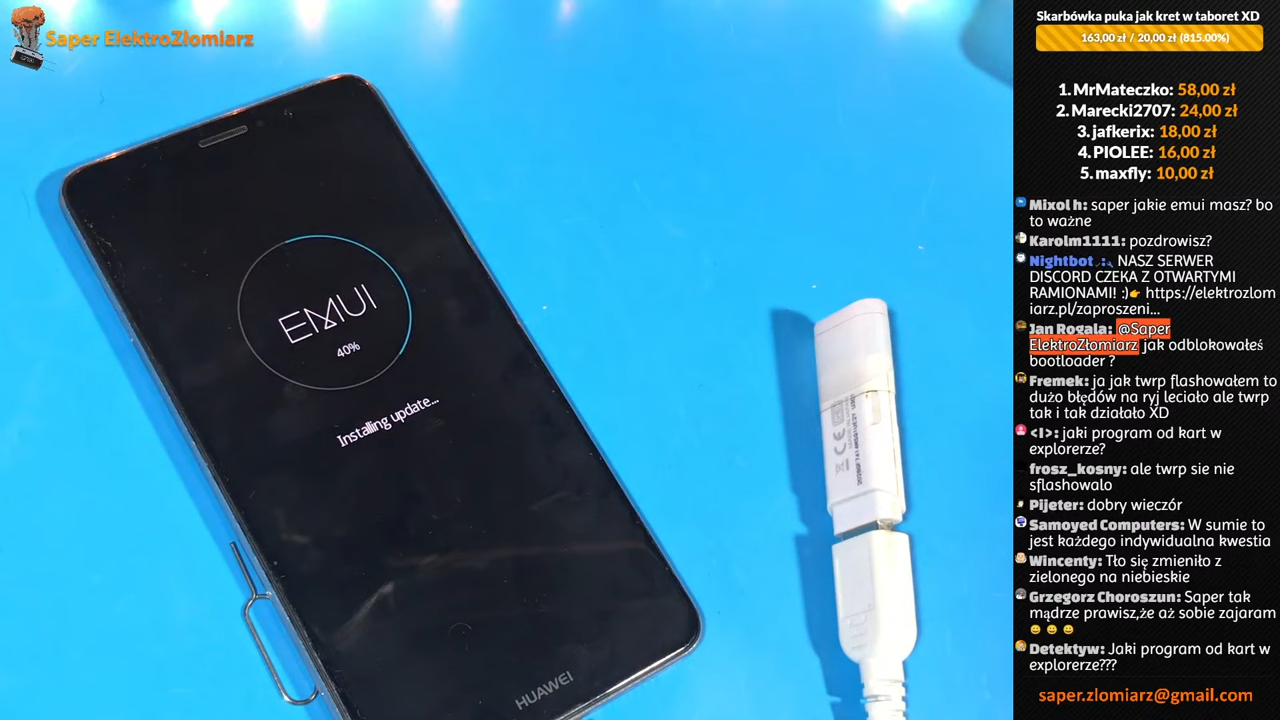 Saper ElektroZłomiarz
EMUI
40%
Installing update...
HUAWEI
Skarbówka puka jak kret w taboret XD
163,00 zł / 20,00 zł (815.00%)
1. MrMateczko: 58,00 zł
2. Marecki2707: 24,00 zł
3. jafkerix: 18,00 zł
4. PIOLEE: 16,00 zł
5. maxfly: 10,00 zł
Mixol h: saper jakie emui masz? bo
to ważne
Karolm1111: pozdrowisz?
Nightbot: NASZ SERWER
DISCORD CZEKA Z OTWARTYMI
RAMIONAMI! :)👉 https://elektrozlom
iarz.pl/zaproszeni...
Jan Rogala: @Saper
ElektroZłomiarz jak odblokowałeś
bootloader ?
Fremek: ja jak twrp flashowałem to
dużo błędów na ryj leciało ale twrp
tak i tak działało XD
<I>: jaki program od kart w
explorerze?
frosz_kosny: ale twrp sie nie
sflashowalo
Pijeter: dobry wieczór
Samoyed Computers: W sumie to
jest każdego indywidualna kwestia
Wincenty: Tło się zmieniło z
zielonego na niebieskie
Grzegorz Choroszun: Saper tak
mądrze prawisz,że aż sobie zajaram
😀 😀 😀
Detektyw: Jaki program od kart w
explorerze???
saper.zlomiarz@gmail.com